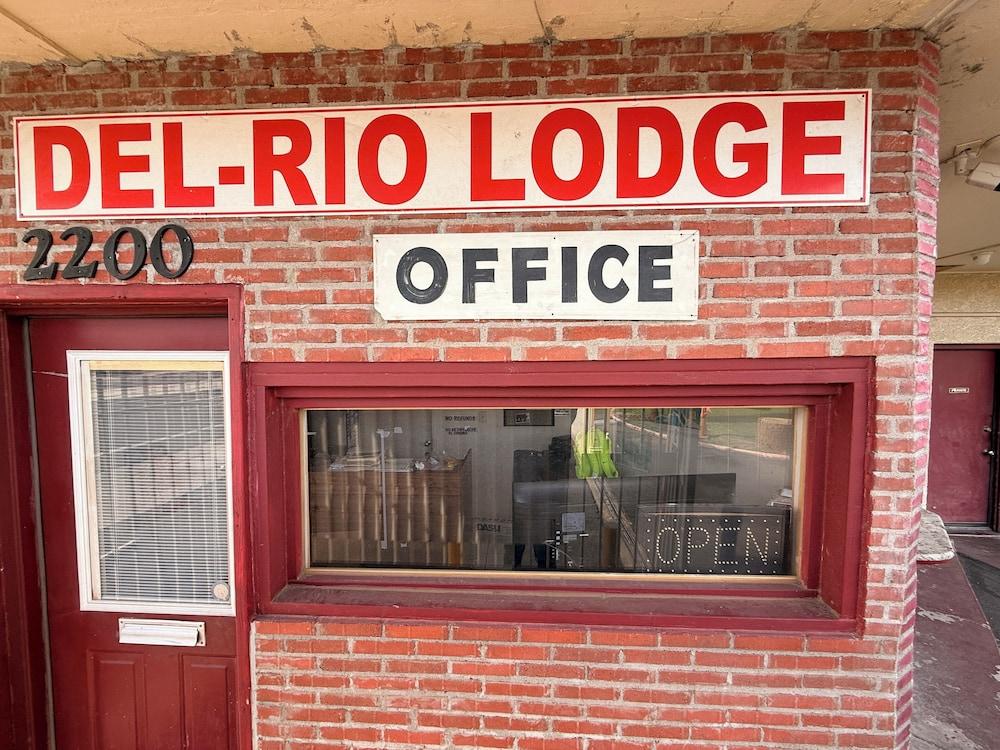 DEL-RIO LODGE
2200
OFFICE
NO REFUNDS
OPEN